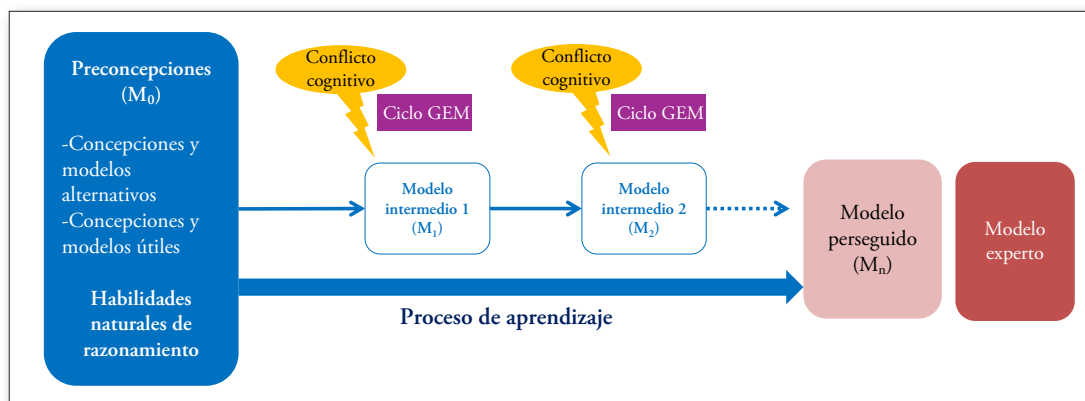 Preconcepciones
(M₀)
-Concepciones y
modelos
alternativos
-Concepciones y
modelos útiles
Habilidades
naturales de
razonamiento
Conflicto
cognitivo
Ciclo GEM
Modelo
intermedio 1
(M₁)
Conflicto
cognitivo
Ciclo GEM
Modelo
intermedio 2
(M₂)
Proceso de aprendizaje
Modelo
perseguido
(Mₙ)
Modelo
experto